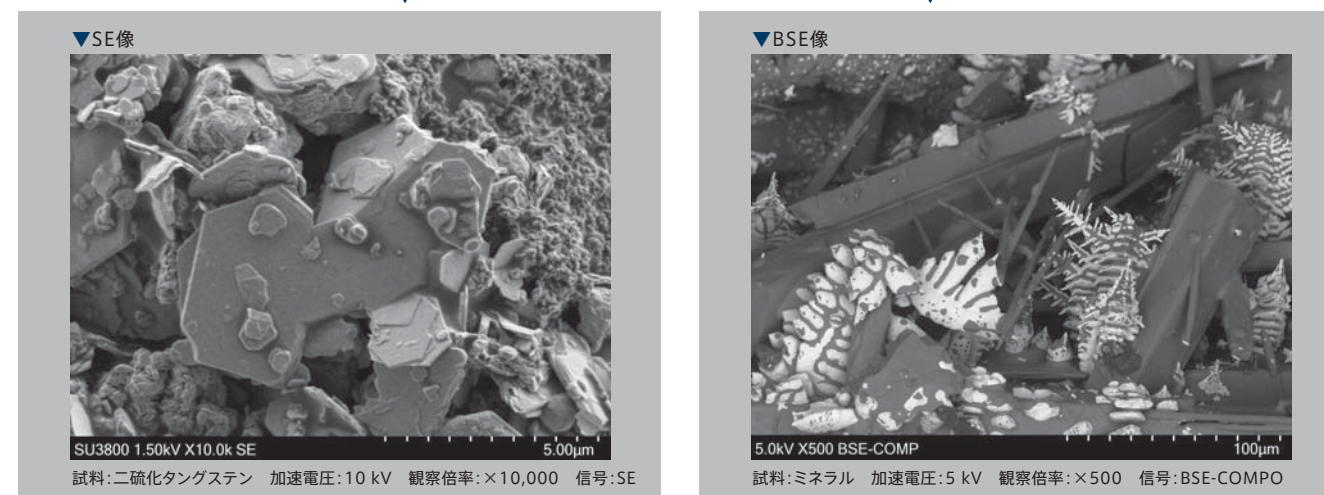 ▼SE像
SU3800 1.50kV X10.0k SE 5.00μm
試料:二硫化タングステン 加速電圧:10 kV 観察倍率:×10,000 信号:SE
▼BSE像
5.0kV X500 BSE-COMP 100μm
試料:ミネラル 加速電圧:5 kV 観察倍率:×500 信号:BSE-COMPO